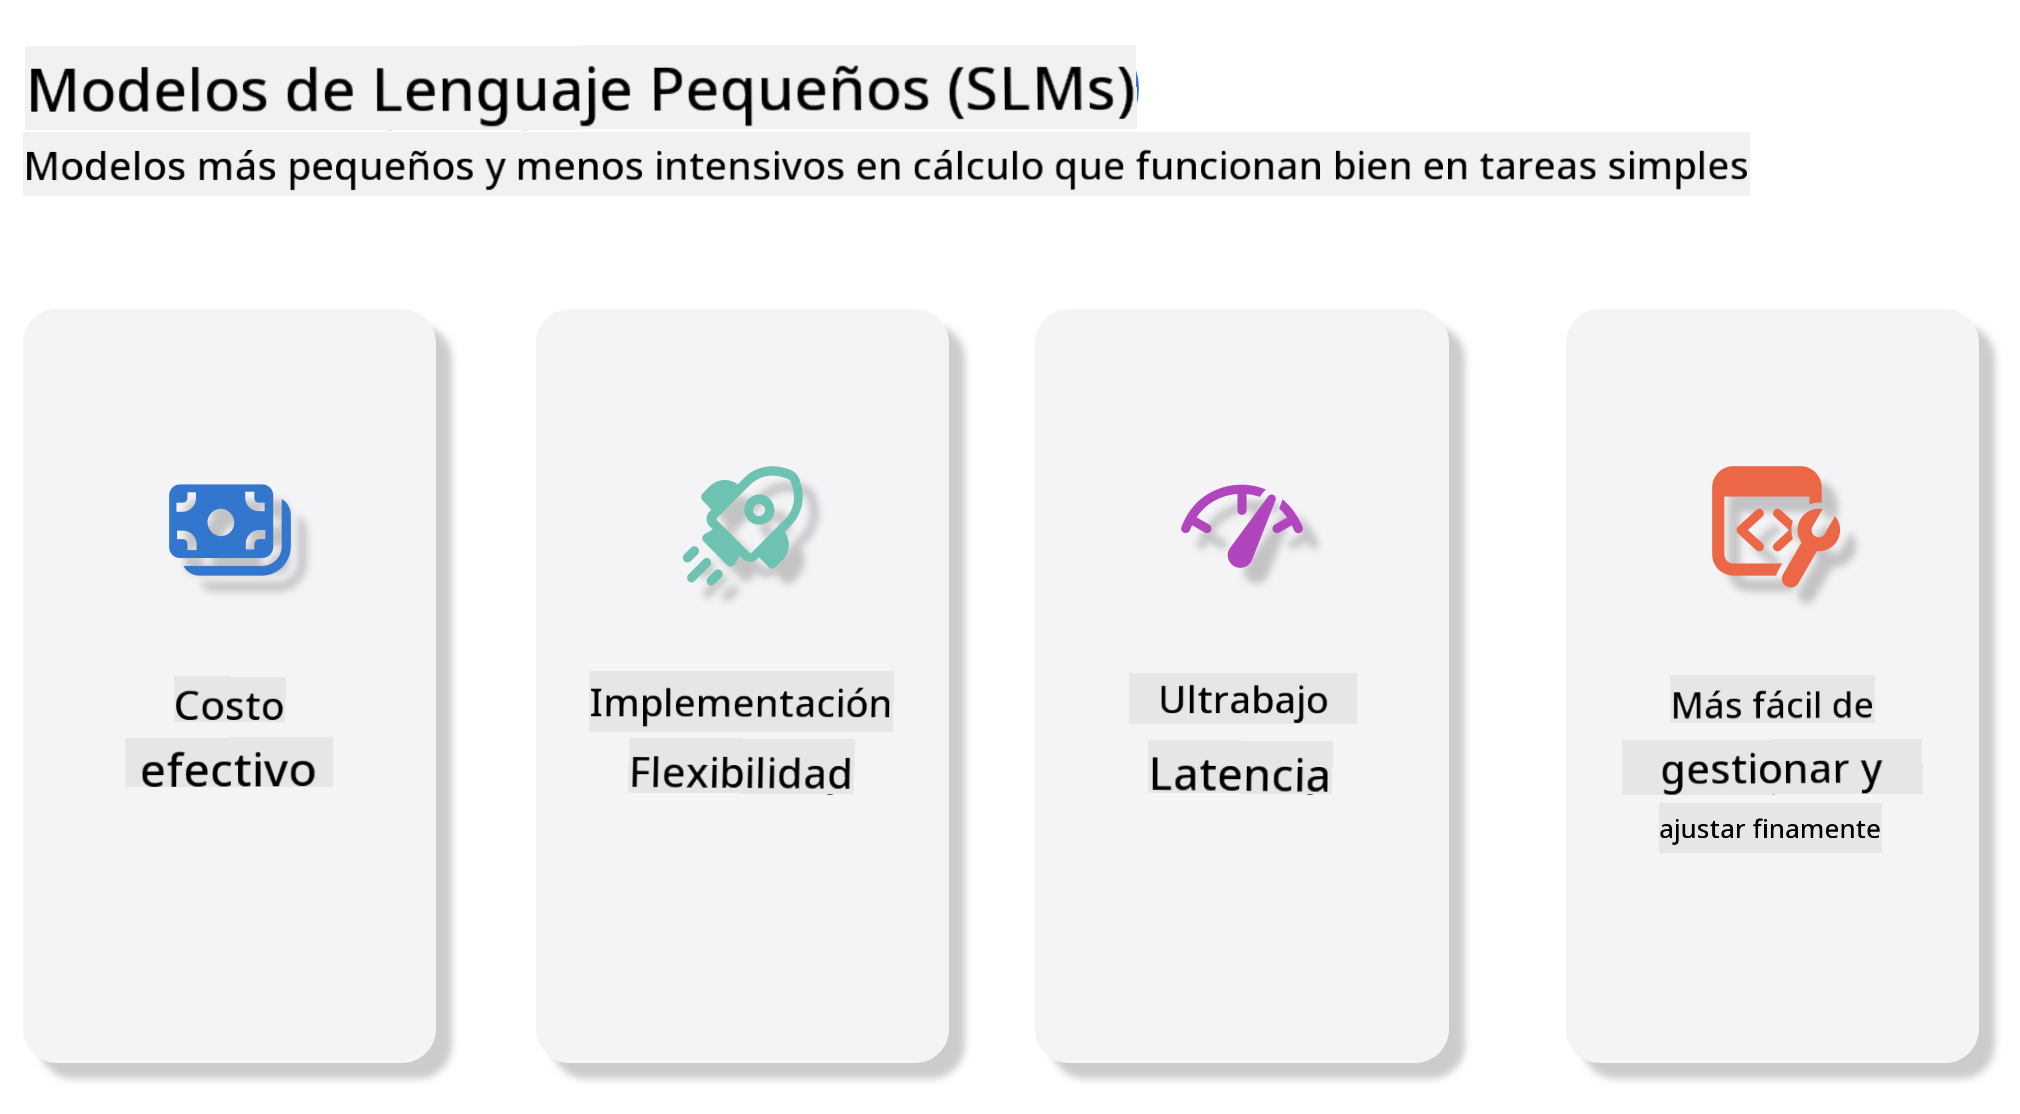 Modelos de Lenguaje Pequeños (SLMs)
Modelos más pequeños y menos intensivos en cálculo que funcionan bien en tareas simples
Costo
efectivo
Implementación
Flexibilidad
Ultrabajo
Latencia
Más fácil de
gestionar y
ajustar finamente